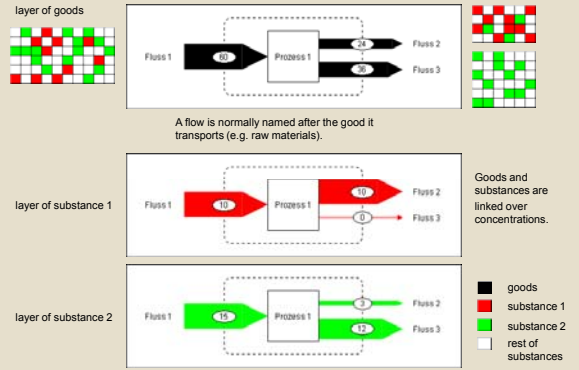 layer of goods
Fluss 1
60
Prozess 1
24
Fluss 2
36
Fluss 3
A flow is normally named after the good it
transports (e.g. raw materials).
layer of substance 1
Fluss 1
10
Prozess 1
10
Fluss 2
0
Fluss 3
Goods and
substances are
linked over
concentrations.
layer of substance 2
Fluss 1
15
Prozess 1
3
Fluss 2
12
Fluss 3
goods
substance 1
substance 2
rest of
substances